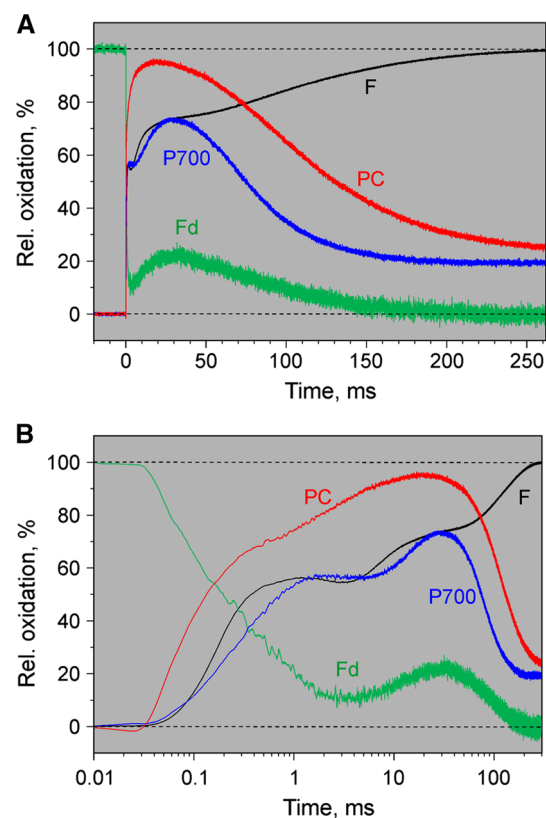 A
Rel. oxidation, %
100
80
60
40
20
0
F
PC
P700
Fd
0 50 100 150 200 250
Time, ms
B
Rel. oxidation, %
100
80
60
40
20
0
PC
F
P700
Fd
0.01 0.1 1 10 100
Time, ms